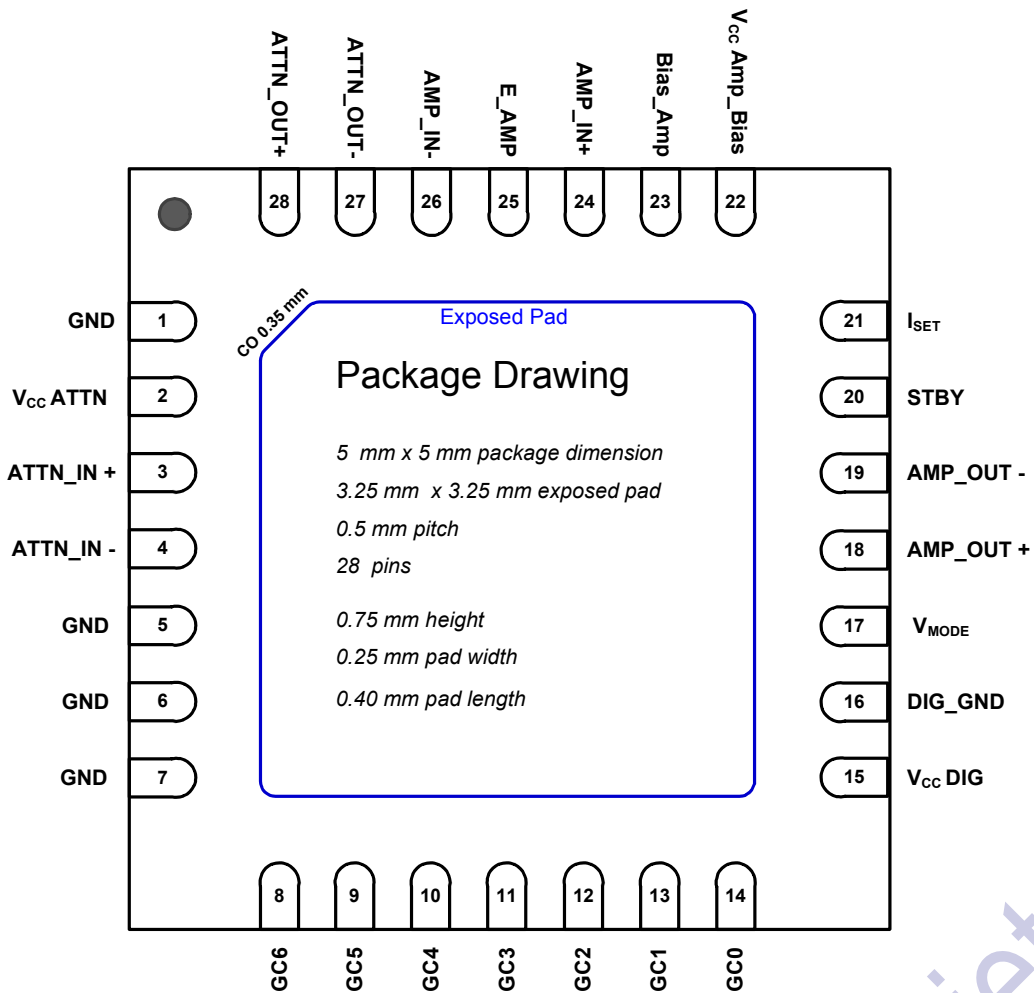 ATTN_OUT+
ATTN_OUT-
AMP_IN-
E_AMP
AMP_IN+
Bias_Amp
VCC Amp_Bias
28
27
26
25
24
23
22
GND 1
VCC ATTN 2
ATTN_IN + 3
ATTN_IN - 4
GND 5
GND 6
GND 7
CO 0.35 mm
Exposed Pad
Package Drawing
5 mm x 5 mm package dimension
3.25 mm x 3.25 mm exposed pad
0.5 mm pitch
28 pins
0.75 mm height
0.25 mm pad width
0.40 mm pad length
21 ISET
20 STBY
19 AMP_OUT -
18 AMP_OUT +
17 VMODE
16 DIG_GND
15 VCC DIG
8
9
10
11
12
13
14
GC6
GC5
GC4
GC3
GC2
GC1
GC0